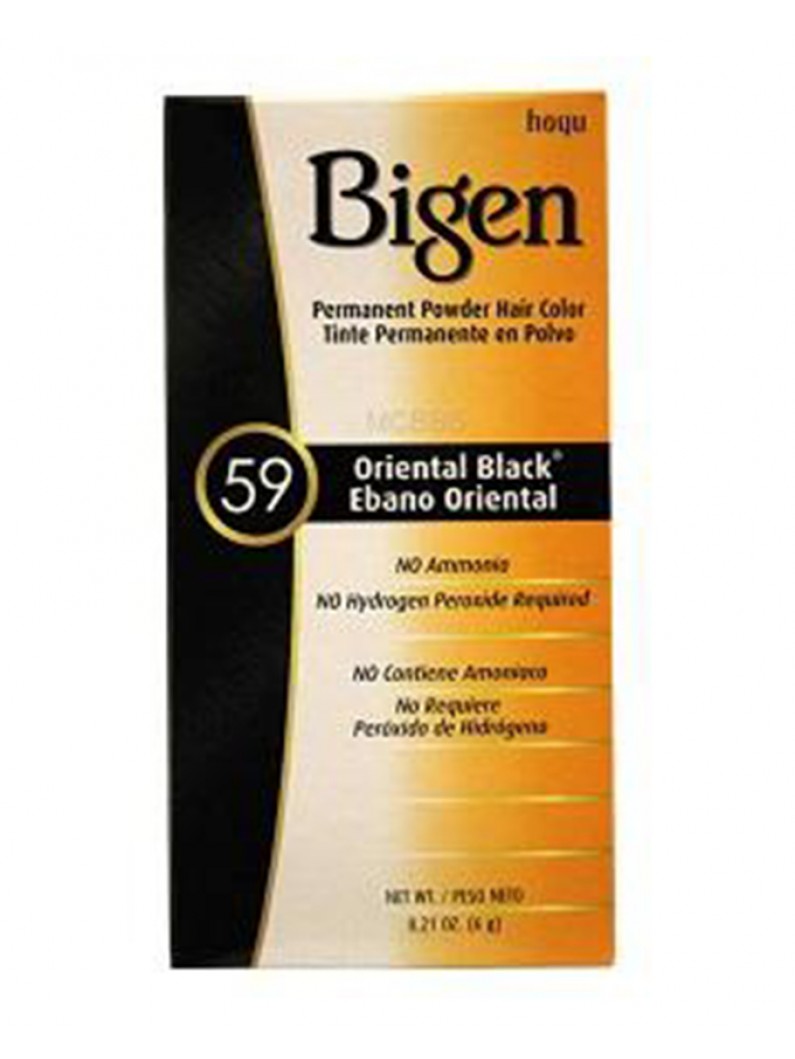 hoyu
Bigen
Permanent Powder Hair Color
Tinte Permanente en Polvo
59
Oriental Black®
Ebano Oriental
NO Ammonia
NO Hydrogen Peroxide Required
NO Contiene Amoniaco
No Requiere
Peróxido de Hidrógeno
NET WT. / PESO NETO
0.21 OZ. (6 g)